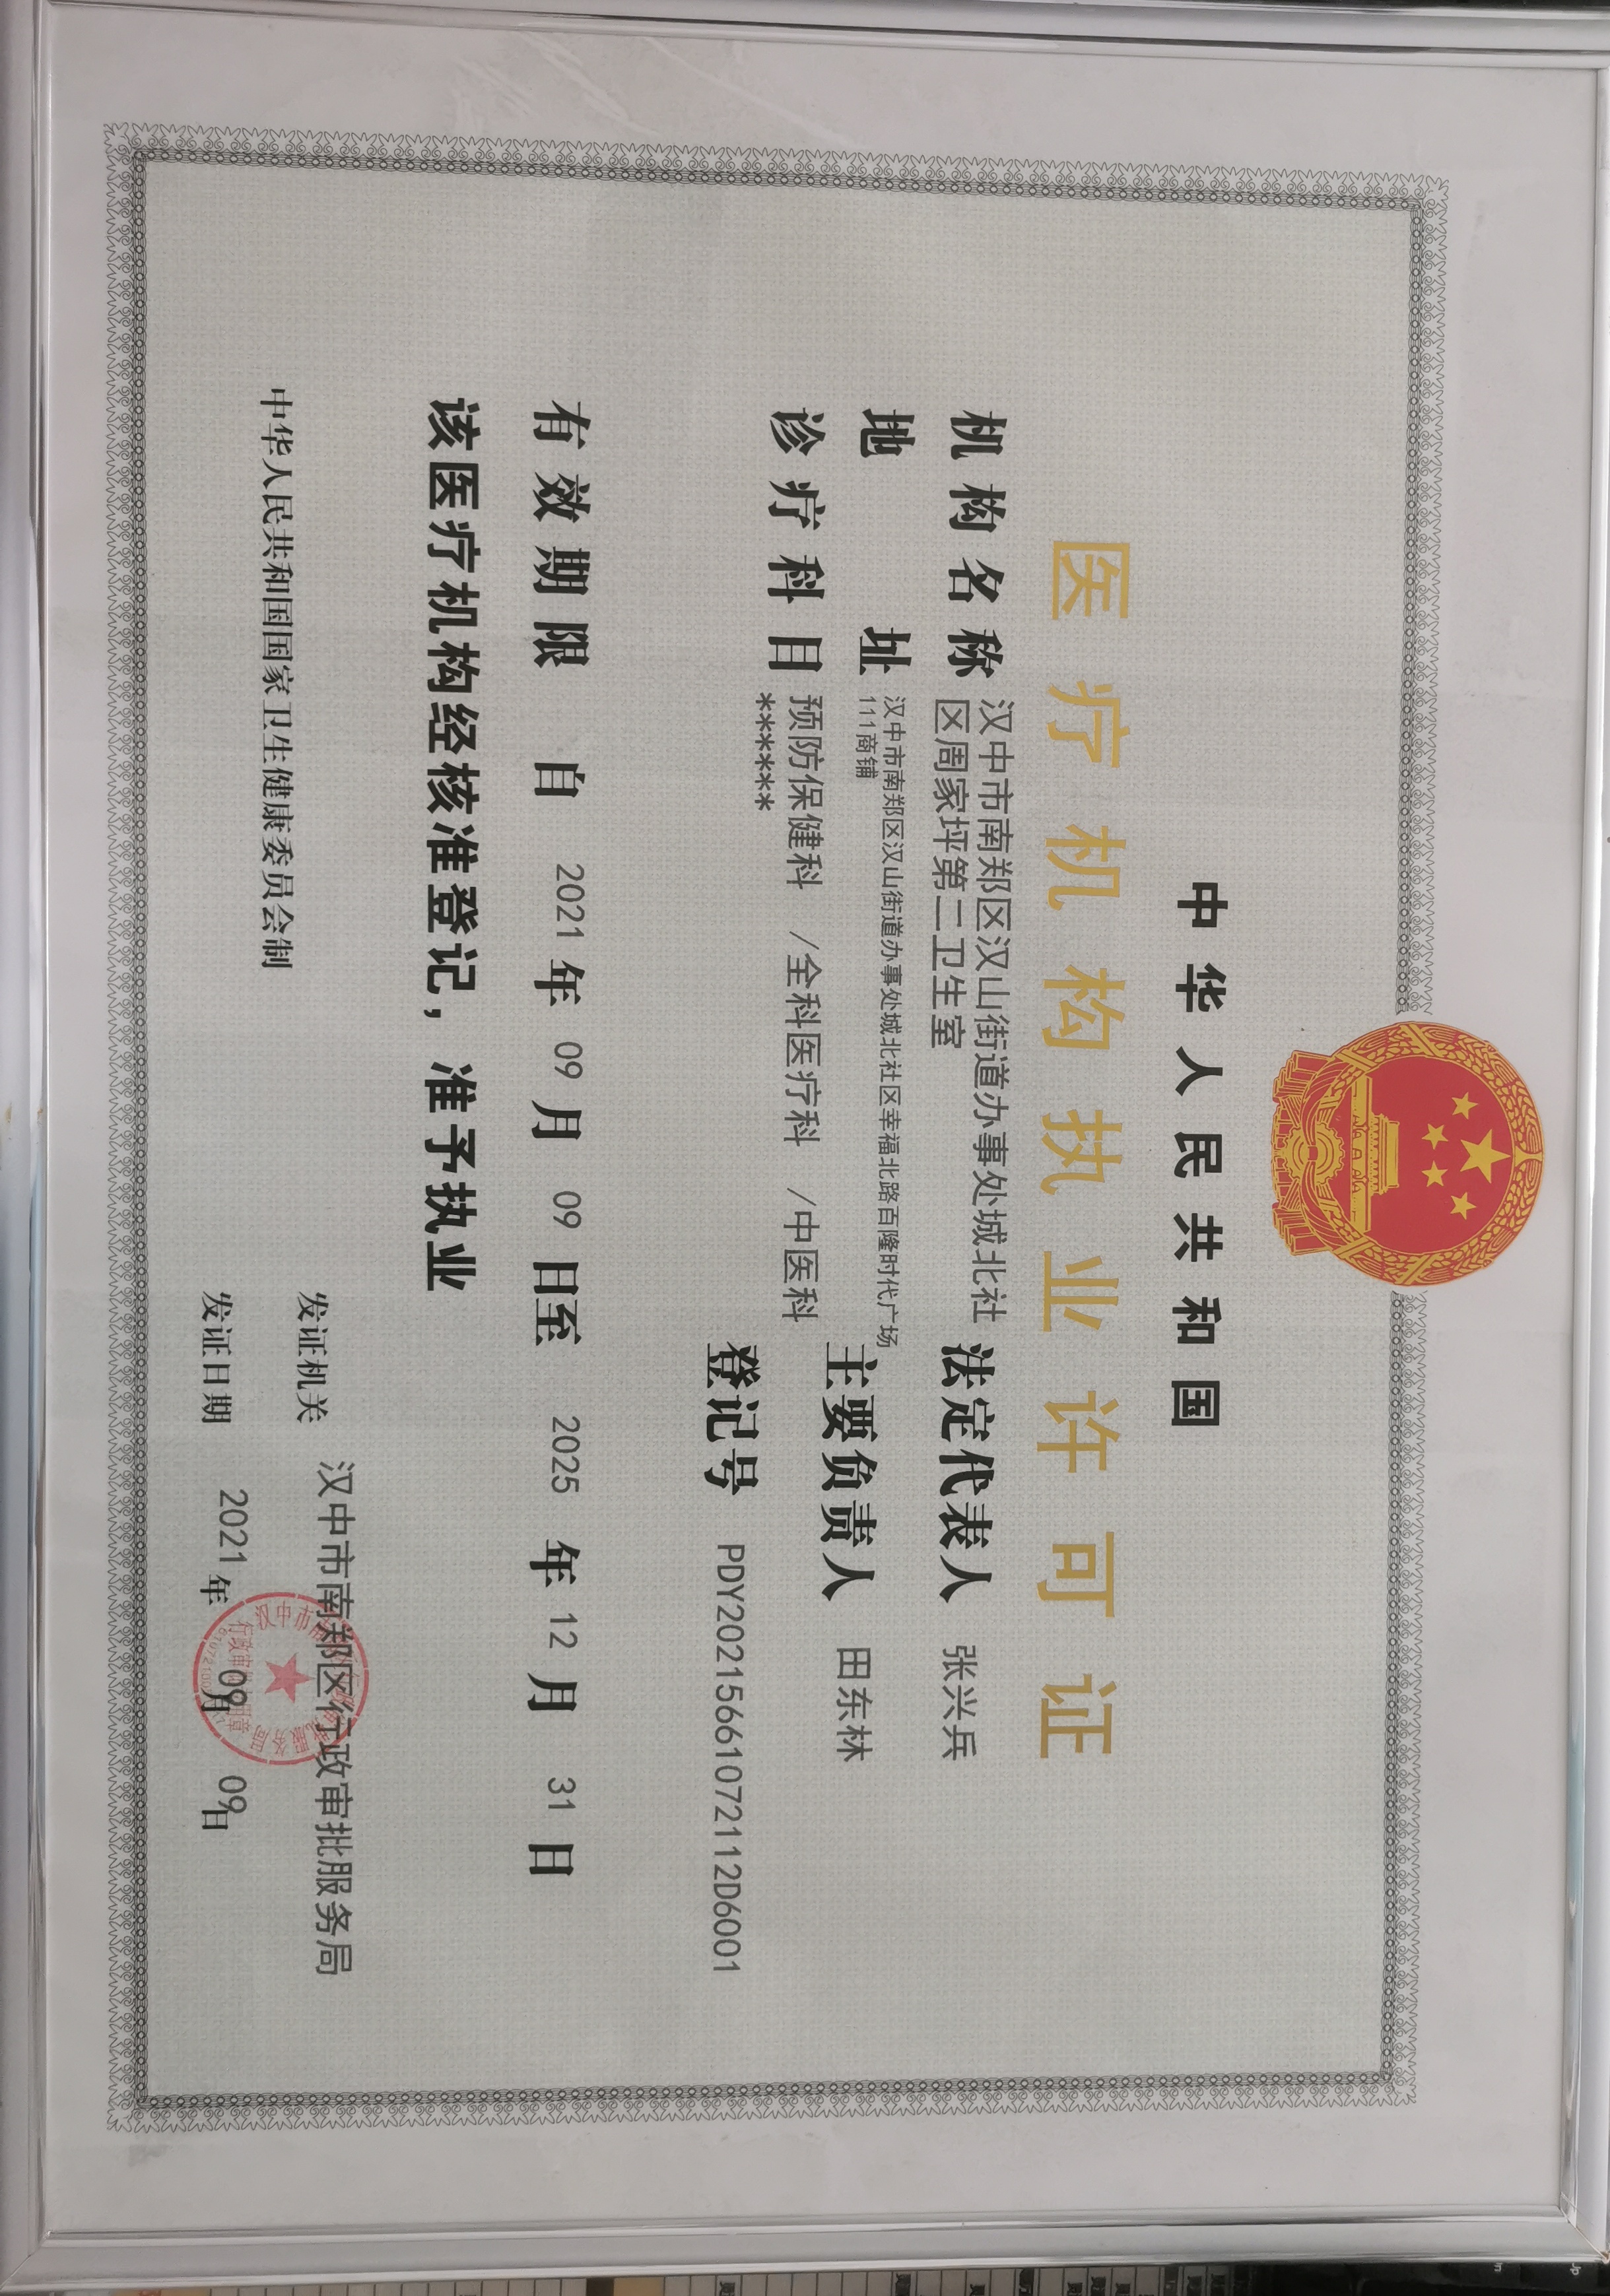 中华人民共和国
医疗机构执业许可证
机构名称 汉中市南郑区汉山街道办事处城北社
区周家坪第二卫生室
法定代表人 张兴兵
地址 汉中市南郑区汉山街道办事处城北社区幸福北路百隆时代广场
111商铺
主要负责人 田东林
诊疗科目 预防保健科 /全科医疗科 /中医科
******
登记号 PDY20215661072112D6001
有效期限 自 2021 年 09 月 09 日至 2025 年 12 月 31 日
该医疗机构经核准登记，准予执业
发证机关 汉中市南郑区行政审批服务局
中华人民共和国国家卫生健康委员会制
发证日期 2021 年 09 月 09 日